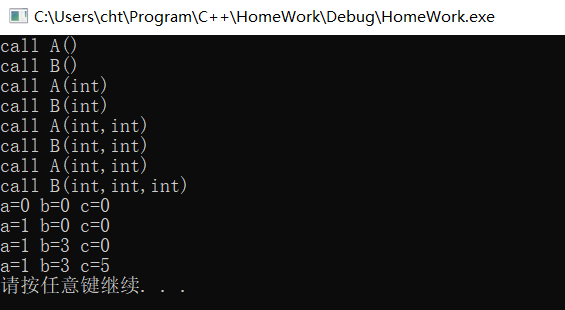 C:\Users\cht\Program\C++\HomeWork\Debug\HomeWork.exe
call A()
call B()
call A(int)
call B(int)
call A(int,int)
call B(int,int)
call A(int,int)
call B(int,int,int)
a=0 b=0 c=0
a=1 b=0 c=0
a=1 b=3 c=0
a=1 b=3 c=5
请按任意键继续. . .